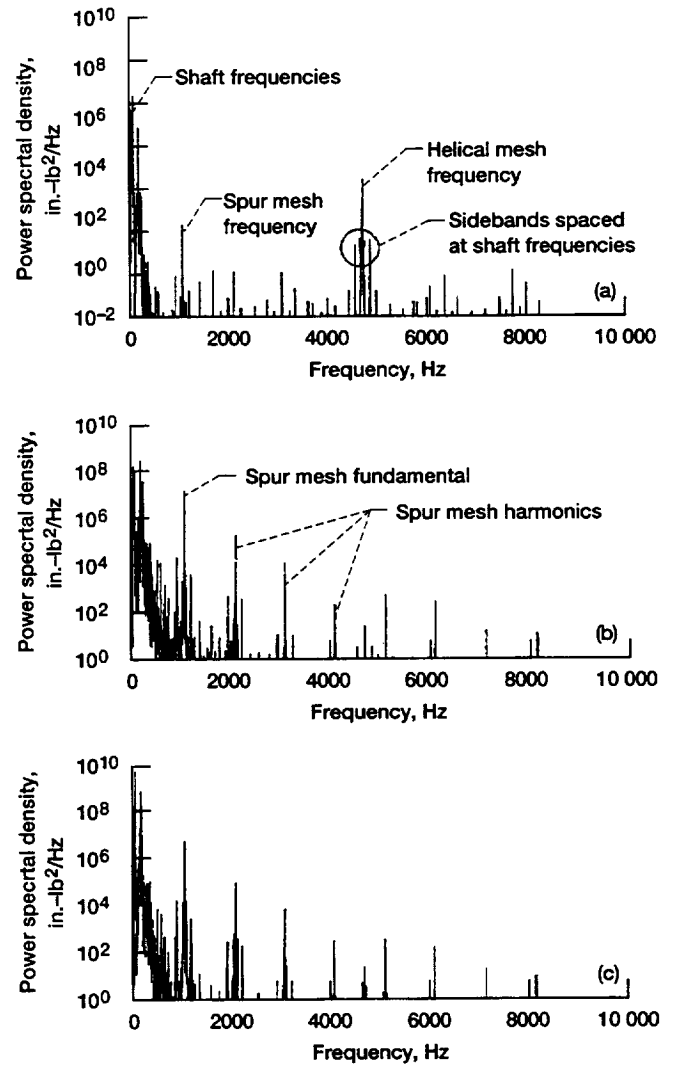 10^10
10^8
10^6
10^4
10^2
10^0
10^–2
Power specrtal density,
in.–lb²/Hz
Shaft frequencies
Spur mesh
frequency
Helical mesh
frequency
Sidebands spaced
at shaft frequencies
(a)
0 2000 4000 6000 8000 10 000
Frequency, Hz
10^10
10^8
10^6
10^4
10^2
10^0
Power specrtal density,
in.–lb²/Hz
Spur mesh fundamental
Spur mesh harmonics
(b)
0 2000 4000 6000 8000 10 000
Frequency, Hz
10^10
10^8
10^6
10^4
10^2
10^0
Power specrtal density,
in.–lb²/Hz
(c)
0 2000 4000 6000 8000 10 000
Frequency, Hz